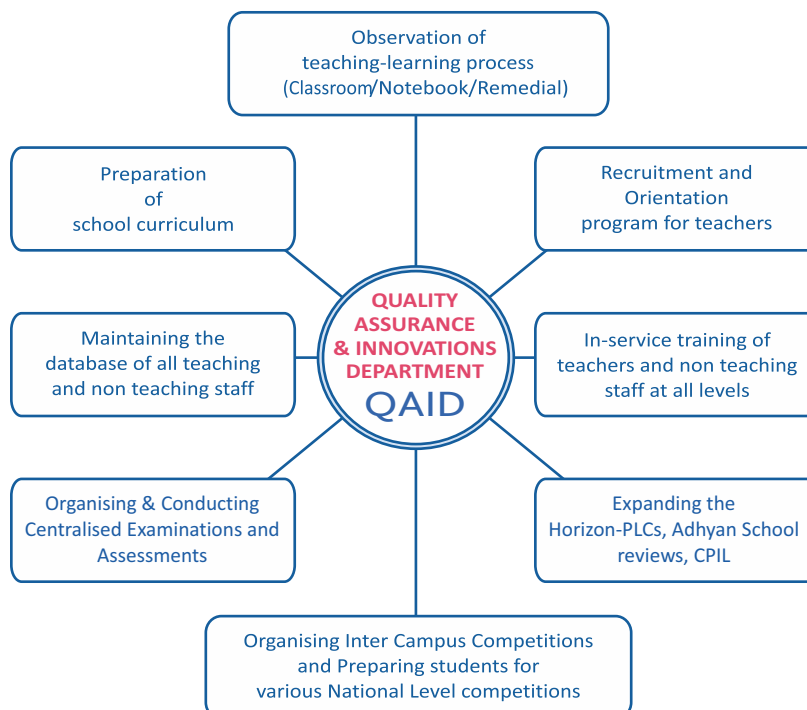 Observation of
teaching-learning process
(Classroom/Notebook/Remedial)
Preparation
of
school curriculum
Recruitment and
Orientation
program for teachers
QUALITY
ASSURANCE
& INNOVATIONS
DEPARTMENT
QAID
Maintaining the
database of all teaching
and non teaching staff
In-service training of
teachers and non teaching
staff at all levels
Organising & Conducting
Centralised Examinations and
Assessments
Expanding the
Horizon-PLCs, Adhyan School
reviews, CPIL
Organising Inter Campus Competitions
and Preparing students for
various National Level competitions